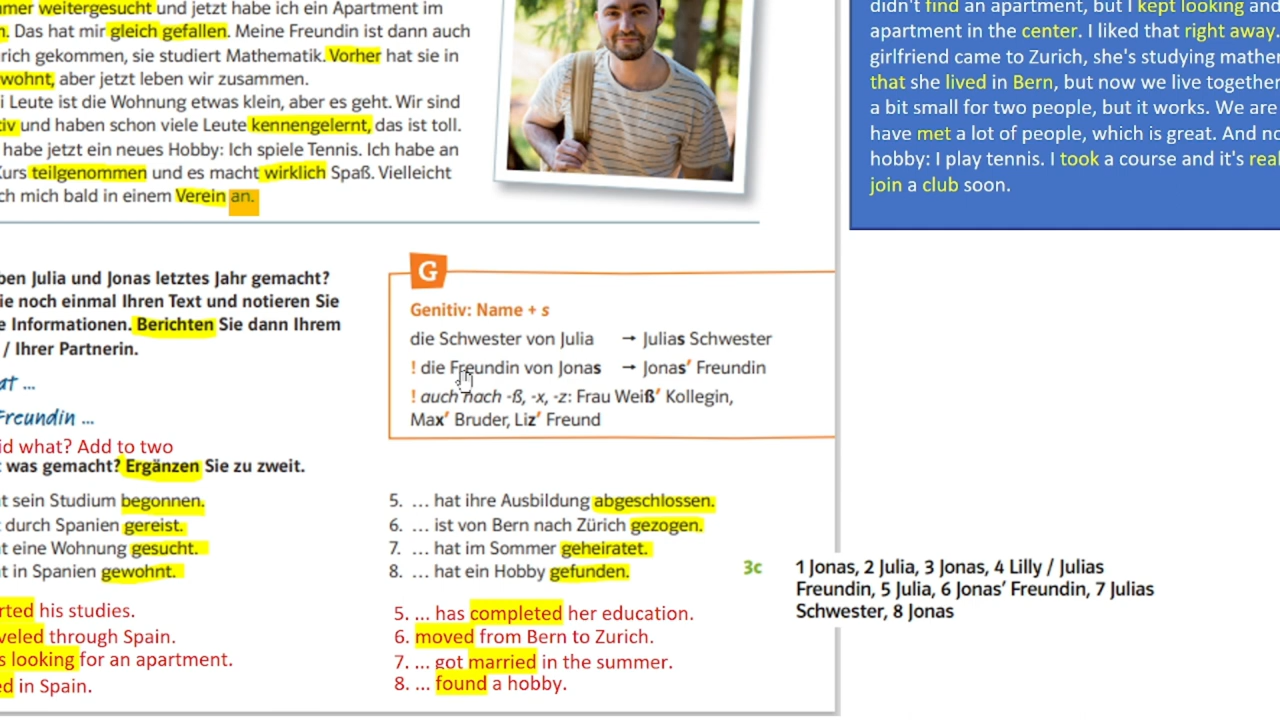 weitergesucht und jetzt habe ich ein Apartment im
Das hat mir gleich gefallen. Meine Freundin ist dann auch
gekommen, sie studiert Mathematik. Vorher hat sie in
aber jetzt leben wir zusammen.
Leute ist die Wohnung etwas klein, aber es geht. Wir sind
und haben schon viele Leute kennengelernt, das ist toll.
habe jetzt ein neues Hobby: Ich spiele Tennis. Ich habe an
teilgenommen und es macht wirklich Spaß. Vielleicht
mich bald in einem Verein an.
didn't find an apartment, but I kept looking and
apartment in the center. I liked that right away.
girlfriend came to Zurich, she's studying mathe
that she lived in Bern, but now we live together
a bit small for two people, but it works. We are
have met a lot of people, which is great. And no
hobby: I play tennis. I took a course and it's rea
join a club soon.
ben Julia und Jonas letztes Jahr gemacht?
ie noch einmal Ihren Text und notieren Sie
e Informationen. Berichten Sie dann Ihrem
/ Ihrer Partnerin.
at ...
Freundin ...
id what? Add to two
t was gemacht? Ergänzen Sie zu zweit.
G
Genitiv: Name + s
die Schwester von Julia → Julias Schwester
! die Freundin von Jonas → Jonas’ Freundin
! auch nach -ß, -x, -z: Frau Weiß’ Kollegin,
Max’ Bruder, Liz’ Freund
t sein Studium begonnen.
t durch Spanien gereist.
t eine Wohnung gesucht.
t in Spanien gewohnt.
5. … hat ihre Ausbildung abgeschlossen.
6. … ist von Bern nach Zürich gezogen.
7. … hat im Sommer geheiratet.
8. … hat ein Hobby gefunden.
rted his studies.
veled through Spain.
s looking for an apartment.
ed in Spain.
5. ... has completed her education.
6. moved from Bern to Zurich.
7. ... got married in the summer.
8. ... found a hobby.
3c 1 Jonas, 2 Julia, 3 Jonas, 4 Lilly / Julias
Freundin, 5 Julia, 6 Jonas’ Freundin, 7 Julias
Schwester, 8 Jonas